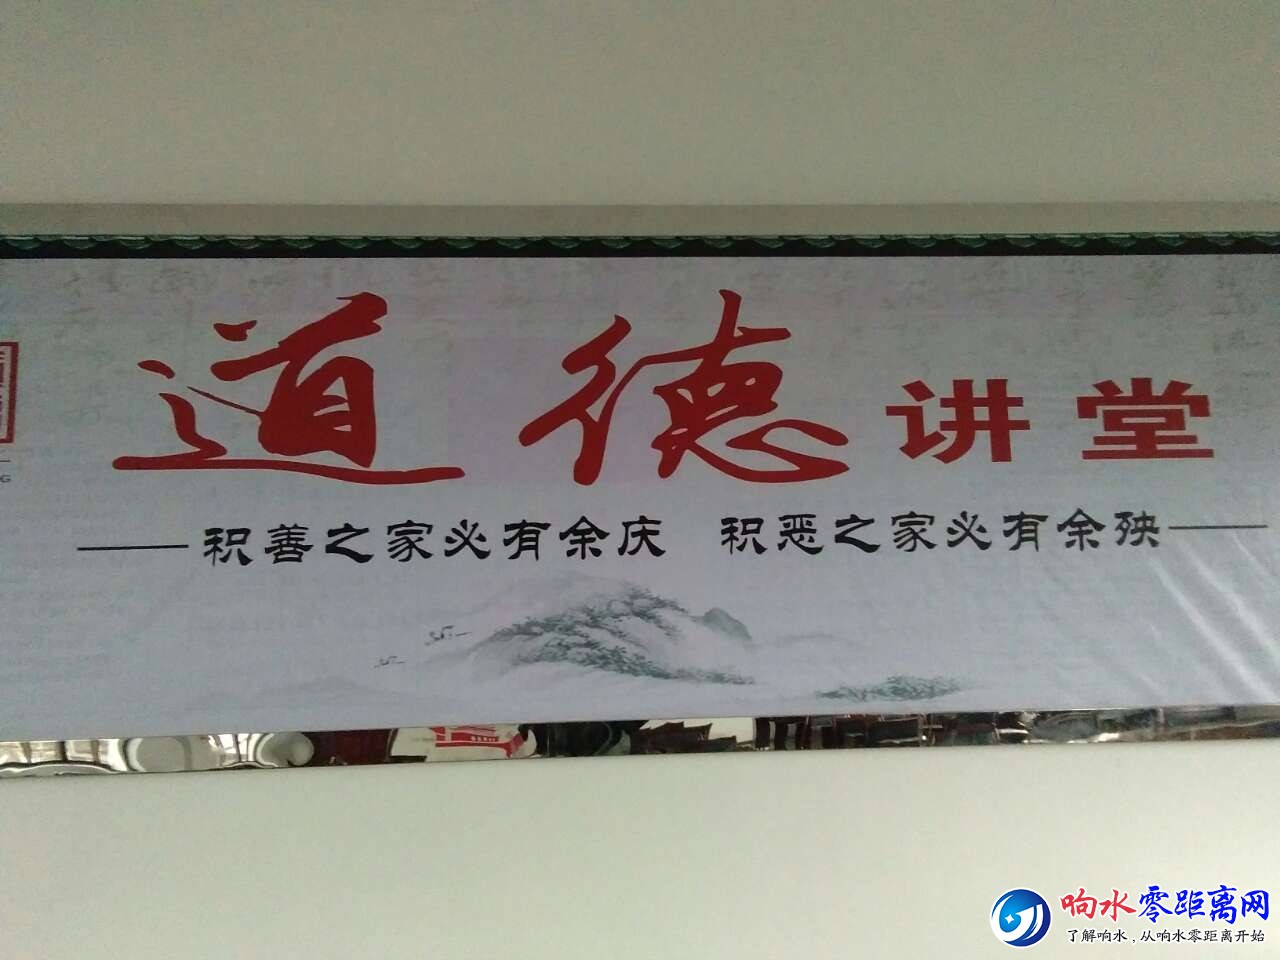 道德讲堂
——积善之家必有余庆 积恶之家必有余殃——
G
响水零距离网
了解响水,从响水零距离开始